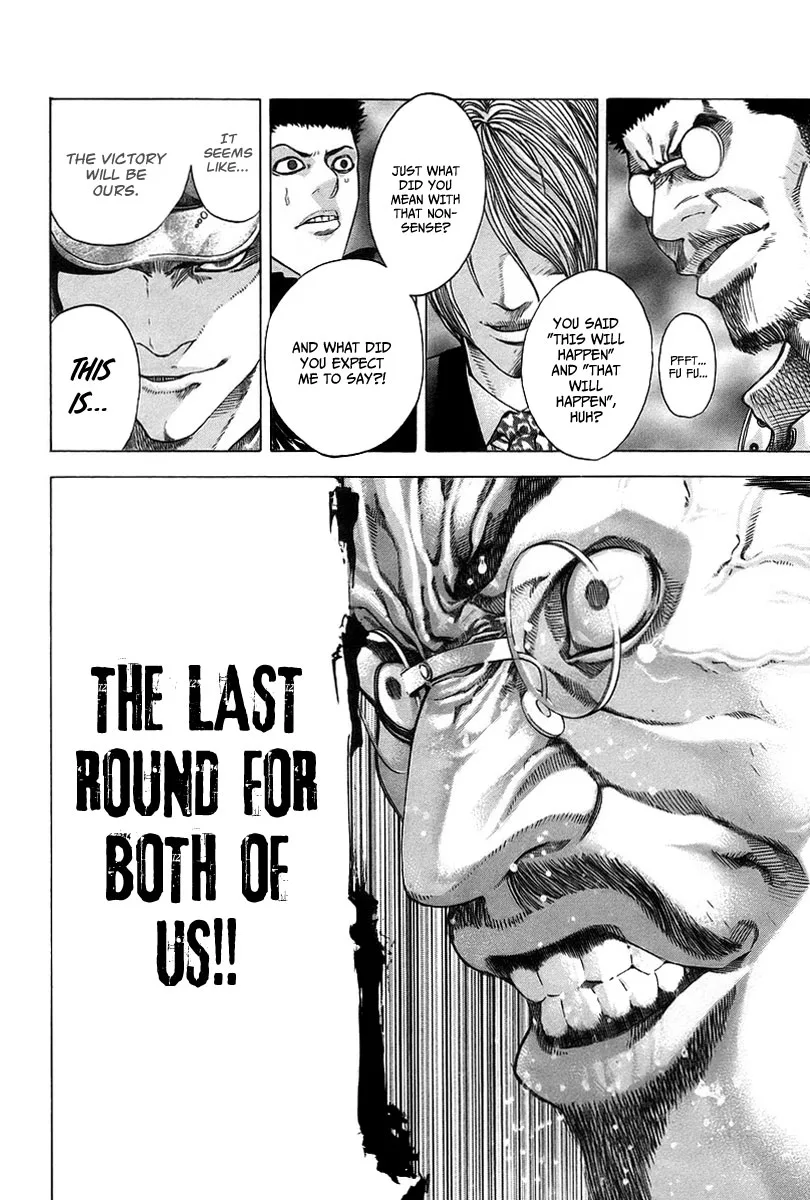 PFFT...
FU FU...
YOU SAID
"THIS WILL
HAPPEN"
AND "THAT
WILL
HAPPEN",
HUH?
JUST WHAT
DID YOU
MEAN WITH
THAT NON-
SENSE?
AND WHAT DID
YOU EXPECT
ME TO SAY?!
IT
SEEMS
LIKE...
THE VICTORY
WILL BE
OURS.
THIS
IS...
THE LAST
ROUND FOR
BOTH OF
US!!